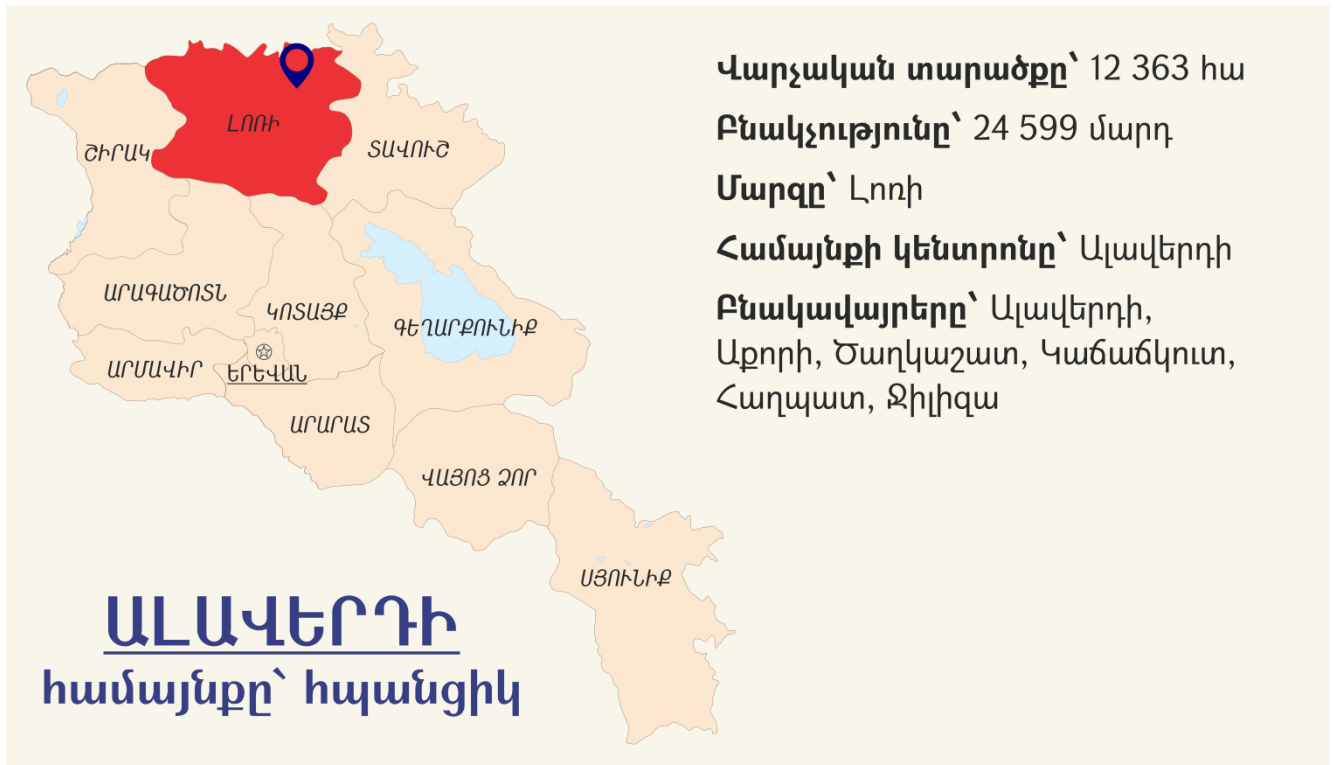 ԼՈՌԻ
ՇԻՐԱԿ
ՏԱՎՈՒՇ
ԱՐԱԳԱԾՈՏՆ
ԿՈՏԱՅՔ
ԳԵՂԱՐՔՈՒՆԻՔ
ԱՐՄԱՎԻՐ
ԵՐԵՎԱՆ
ԱՐԱՐԱՏ
ՎԱՅՈՑ ՁՈՐ
ՍՅՈՒՆԻՔ
ԱԼԱՎԵՐԴԻ
համայնքը՝ հպանցիկ
Վարչական տարածքը՝ 12 363 հա
Բնակչությունը՝ 24 599 մարդ
Մարզը՝ Լոռի
Համայնքի կենտրոնը՝ Ալավերդի
Բնակավայրերը՝ Ալավերդի,
Աքորի, Ծաղկաշատ, Կաճաճկուտ,
Հաղպատ, Ջիլիզա